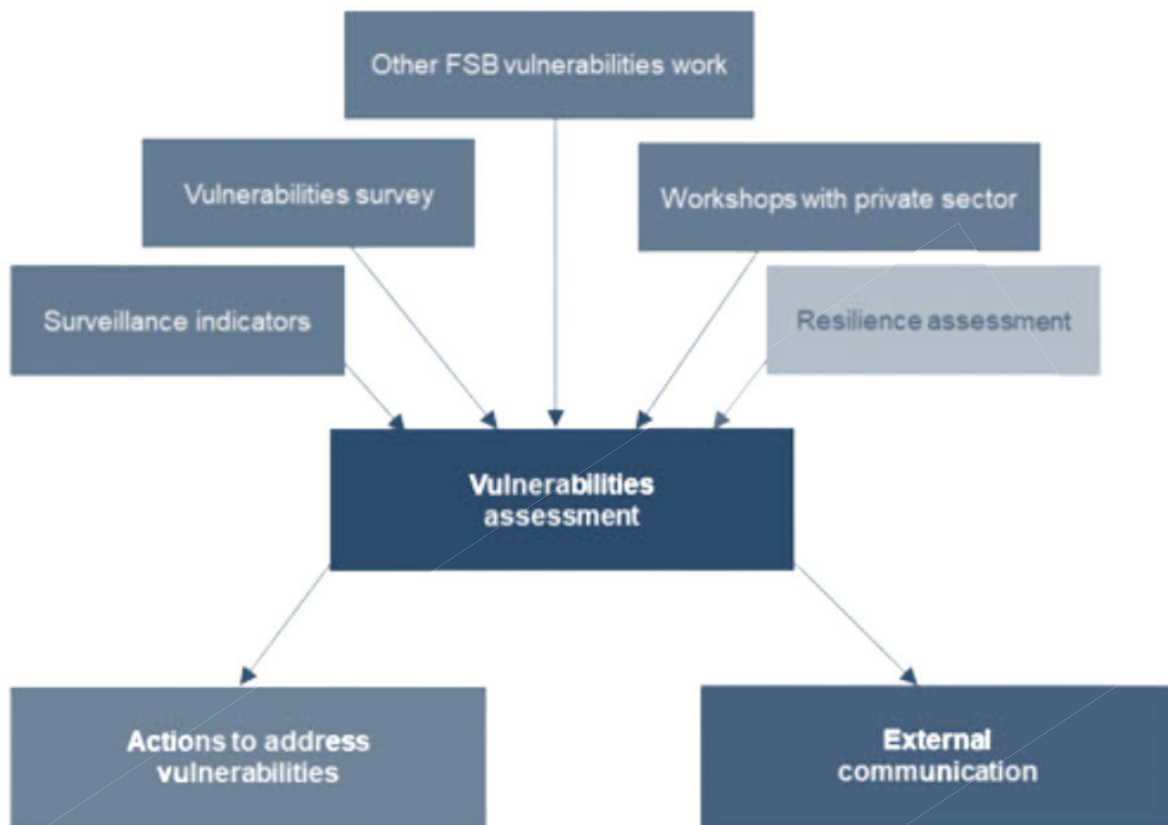 Other FSB vulnerabilities work
Vulnerabilities survey
Workshops with private sector
Surveillance indicators
Resilience assessment
Vulnerabilities
assessment
Actions to address
vulnerabilities
External
communication